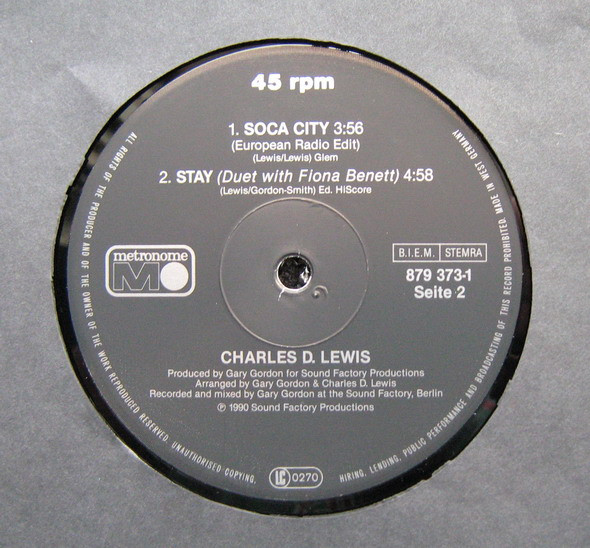 45 rpm
1. SOCA CITY 3:56
(European Radio Edit)
(Lewis/Lewis) Glem
2. STAY (Duet with Fiona Benett) 4:58
(Lewis/Gordon-Smith) Ed. HiScore
metronome
M
B.I.E.M. STEMRA
879 373-1
Seite 2
CHARLES D. LEWIS
Produced by Gary Gordon for Sound Factory Productions
Arranged by Gary Gordon & Charles D. Lewis
Recorded and mixed by Gary Gordon at the Sound Factory, Berlin
℗ 1990 Sound Factory Productions
LC 0270
ALL RIGHTS OF THE PRODUCER AND OF THE OWNER OF THE WORK REPRODUCED RESERVED. UNAUTHORISED COPYING, HIRING, LENDING, PUBLIC PERFORMANCE AND BROADCASTING OF THIS RECORD PROHIBITED. MADE IN WEST GERMANY